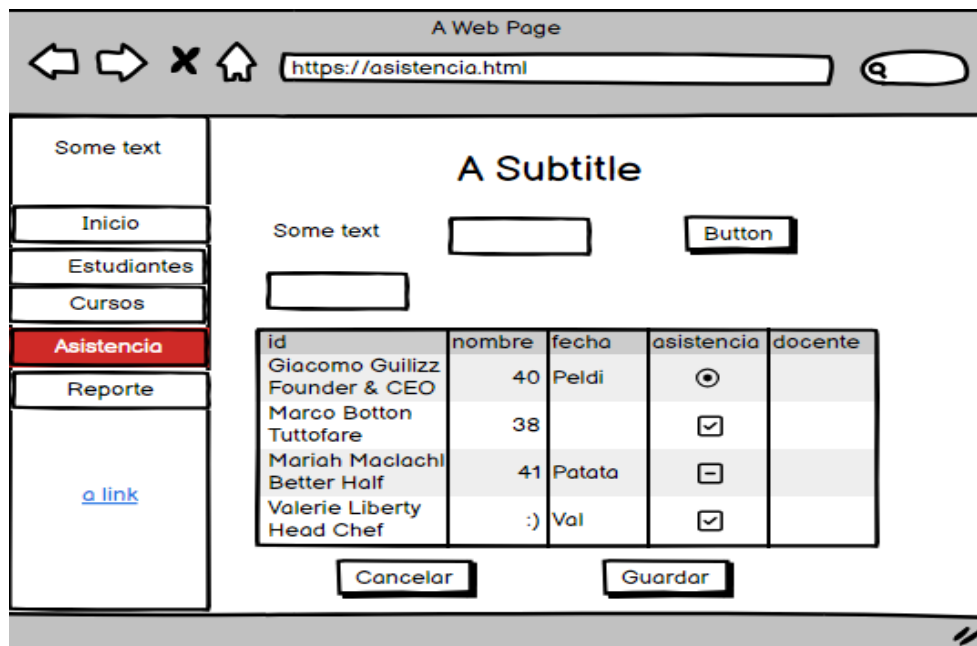 A Web Page
https://asistencia.html
Some text
Inicio
Estudiantes
Cursos
Asistencia
Reporte
a link
A Subtitle
Some text
Button
id nombre fecha asistencia docente
Giacomo Guilizz
Founder & CEO
40 Peldi
Marco Botton
Tuttofare
38
Mariah Maclachl
Better Half
41 Patata
Valerie Liberty
Head Chef
:) Val
Cancelar
Guardar